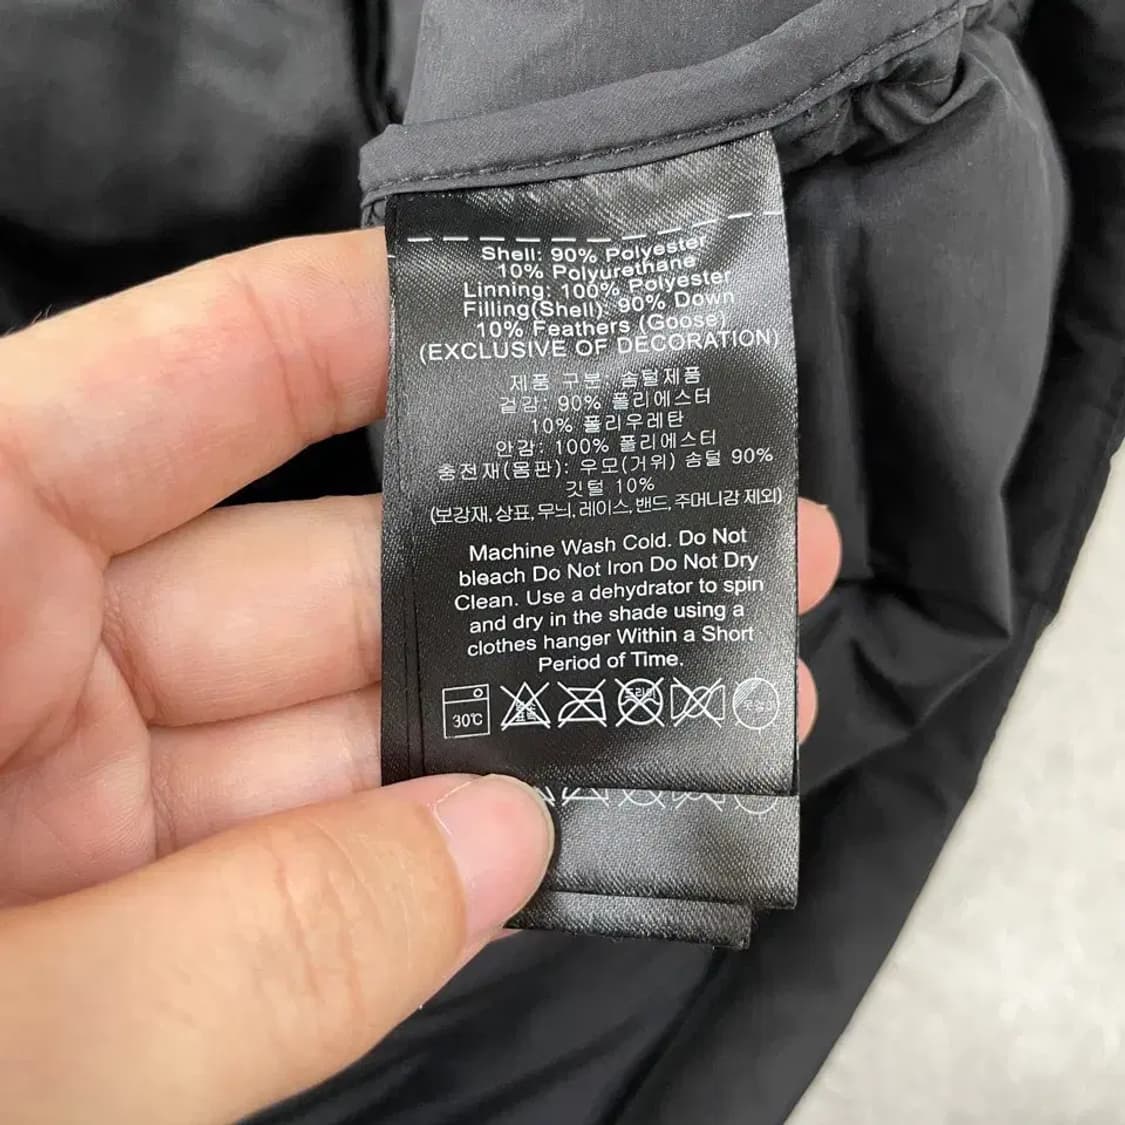 Shell: 90% Polyester
10% Polyurethane
Linning: 100% Polyester
Filling(Shell): 90% Down
10% Feathers (Goose)
(EXCLUSIVE OF DECORATION)
제품 구분: 솜털제품
겉감: 90% 폴리에스터
10% 폴리우레탄
안감: 100% 폴리에스터
충전재(몸판): 우모(거위) 솜털 90%
깃털 10%
(보강재, 상표, 무늬, 레이스, 밴드, 주머니감 제외)
Machine Wash Cold. Do Not
bleach Do Not Iron Do Not Dry
Clean. Use a dehydrator to spin
and dry in the shade using a
clothes hanger Within a Short
Period of Time.
30℃ 드라이